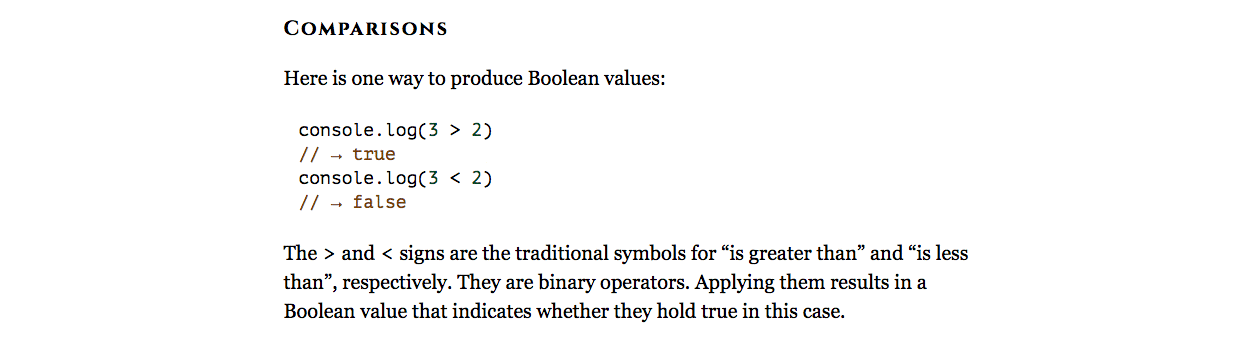 COMPARISONS
Here is one way to produce Boolean values:
console.log(3 > 2)
// → true
console.log(3 < 2)
// → false
The > and < signs are the traditional symbols for “is greater than” and “is less
than”, respectively. They are binary operators. Applying them results in a
Boolean value that indicates whether they hold true in this case.